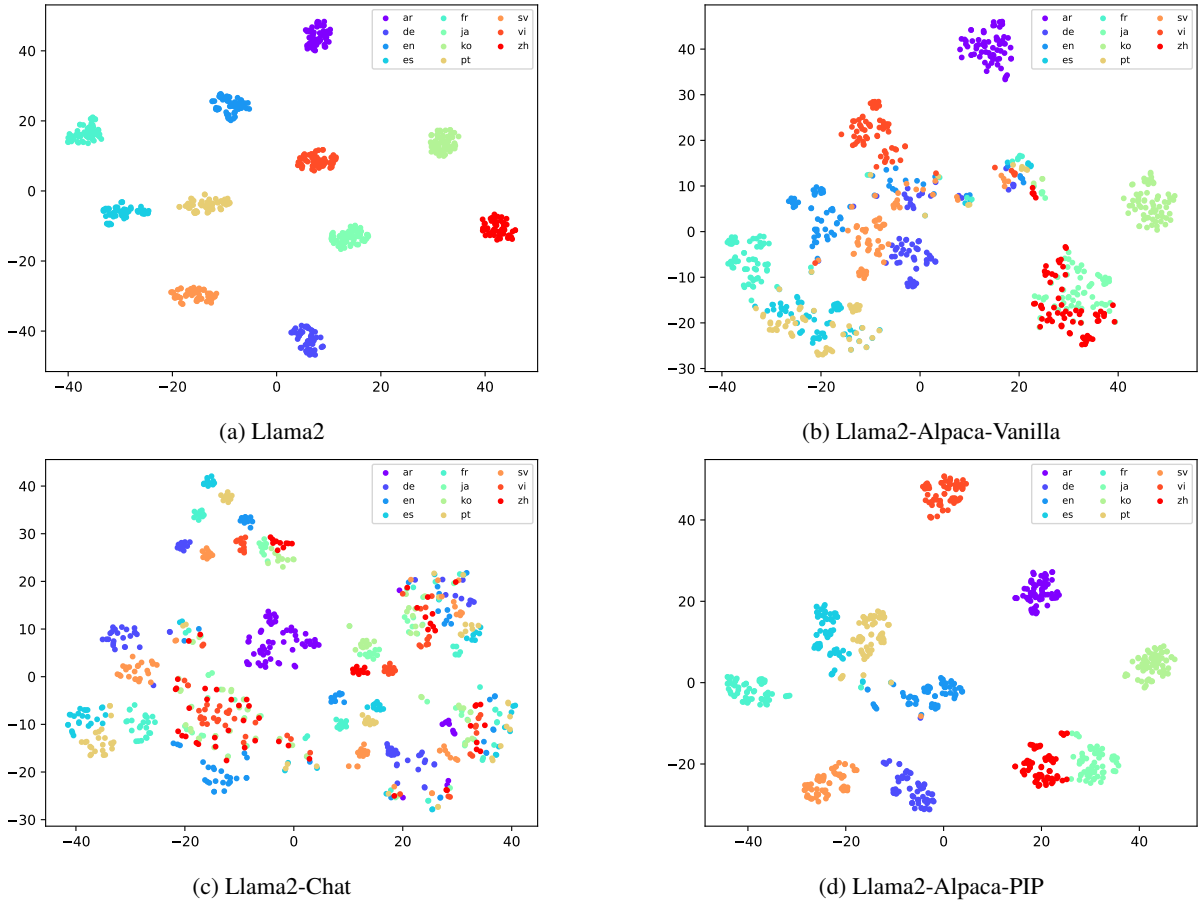 40
20
0
−20
−40
−40 −20 0 20 40
ar fr sv
de ja vi
en ko zh
es pt
(a) Llama2
40
30
20
10
0
−10
−20
−30
−40 −20 0 20 40
ar fr sv
de ja vi
en ko zh
es pt
(b) Llama2-Alpaca-Vanilla
40
30
20
10
0
−10
−20
−30
−40 −20 0 20 40
ar fr sv
de ja vi
en ko zh
es pt
(c) Llama2-Chat
40
20
0
−20
−40 −20 0 20 40
ar fr sv
de ja vi
en ko zh
es pt
(d) Llama2-Alpaca-PIP